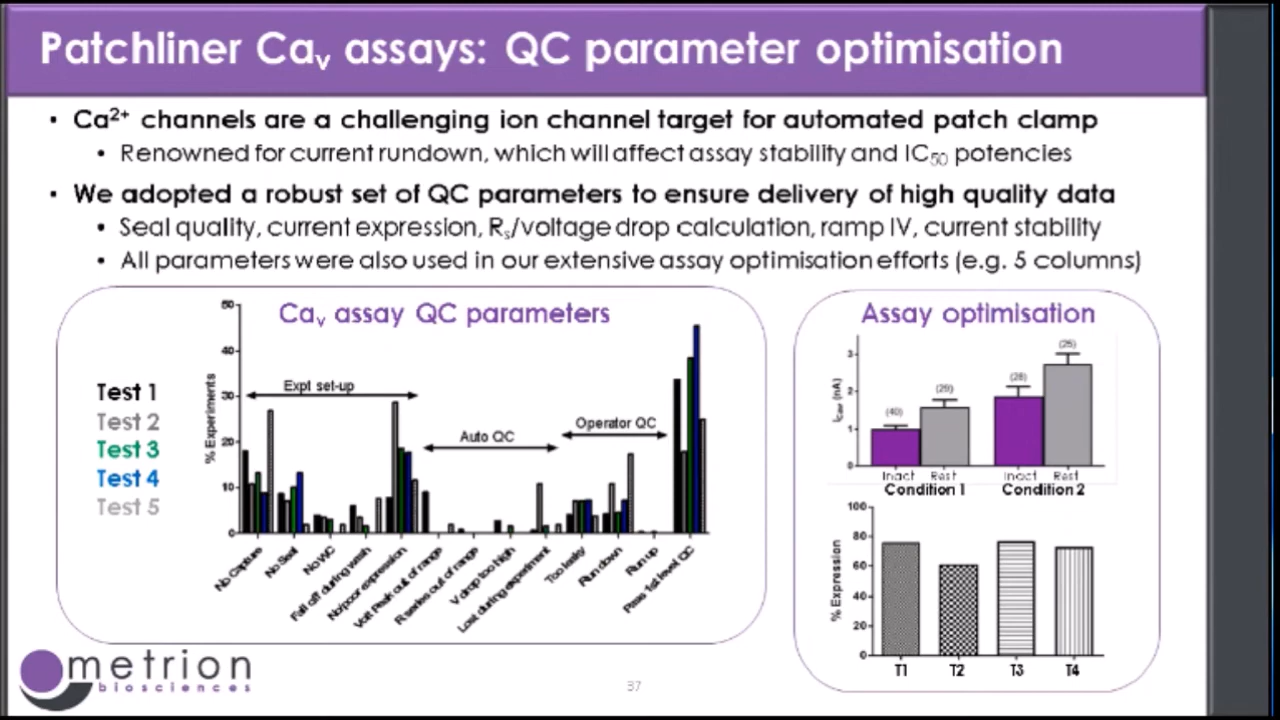 Patchliner Cav assays: QC parameter optimisation
▪ Ca2+ channels are a challenging ion channel target for automated patch clamp
• Renowned for current rundown, which will affect assay stability and IC50 potencies
▪ We adopted a robust set of QC parameters to ensure delivery of high quality data
• Seal quality, current expression, Rs/voltage drop calculation, ramp IV, current stability
• All parameters were also used in our extensive assay optimisation efforts (e.g. 5 columns)
Cav assay QC parameters
Test 1
Test 2
Test 3
Test 4
Test 5
% Experiments
50
40
30
20
10
0
Expt set-up
Auto QC
Operator QC
No Capture
No Seal
No WC
Fall off during wash
No/poor expression
Volt Peak out of range
R series out of range
V drop too high
Lost during experiment
Too leaky
Run down
Run up
Pass 1st level QC
Assay optimisation
ICav (nA)
3
2
1
0
(40)
(29)
(28)
(25)
Inact Rest Inact Rest
Condition 1 Condition 2
% Expression
100
80
60
40
20
0
T1 T2 T3 T4
metrion
biosciences
37